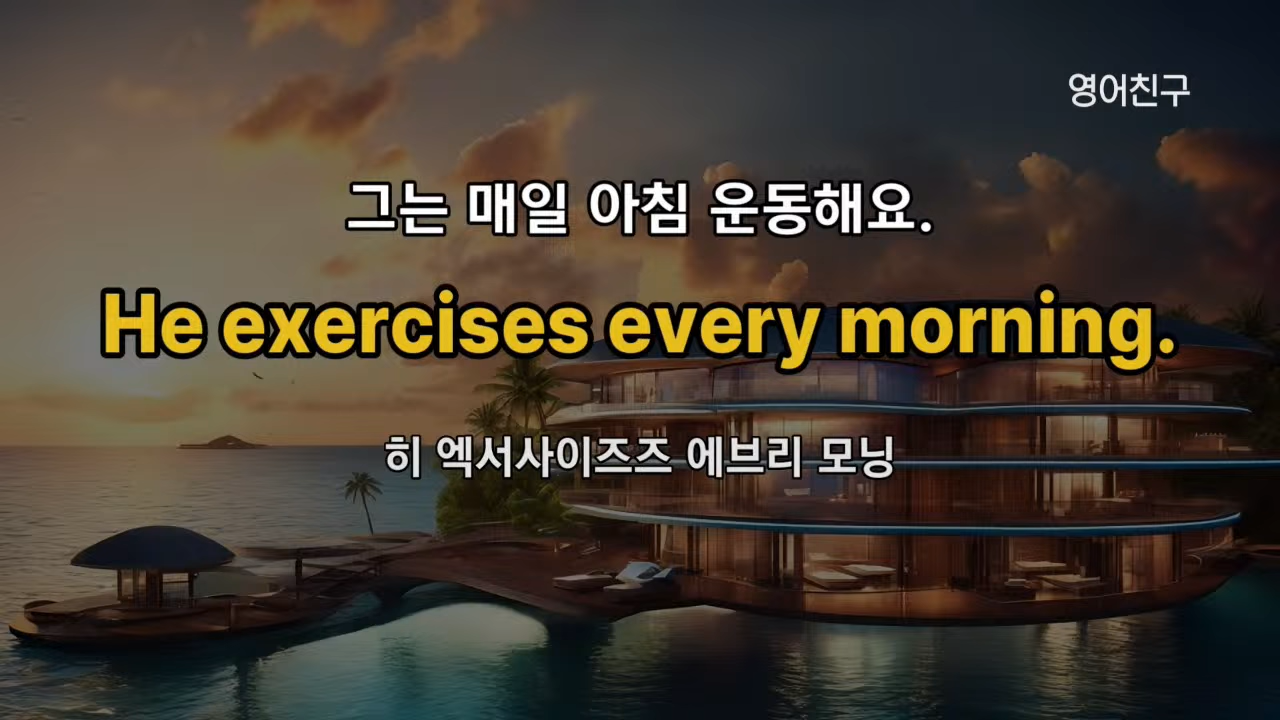 영어친구
그는 매일 아침 운동해요.
He exercises every morning.
히 엑서사이즈즈 에브리 모닝